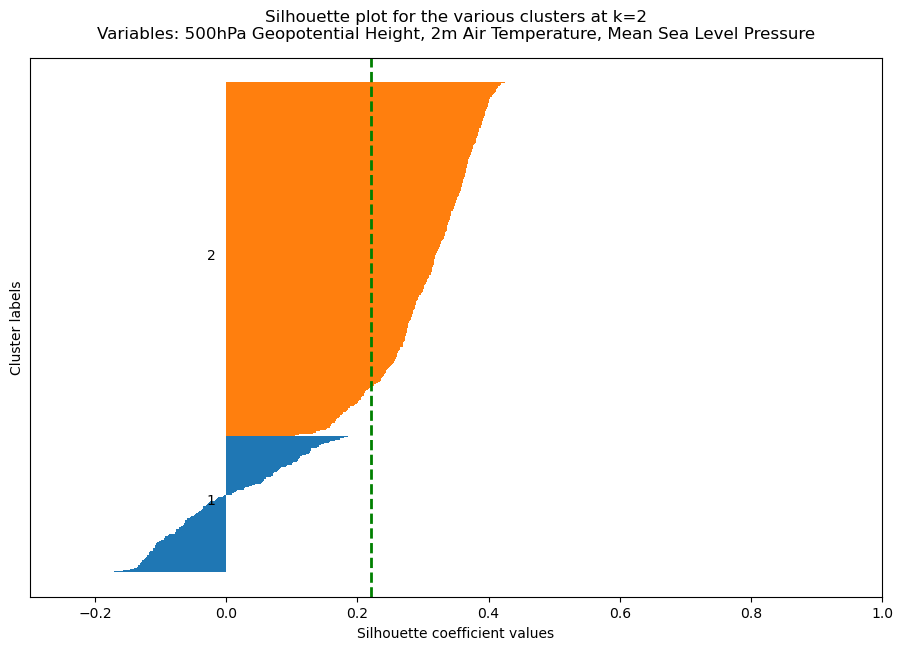 Silhouette plot for the various clusters at k=2
Variables: 500hPa Geopotential Height, 2m Air Temperature, Mean Sea Level Pressure
Cluster labels
2
1
−0.2
0.0
0.2
0.4
0.6
0.8
1.0
Silhouette coefficient values